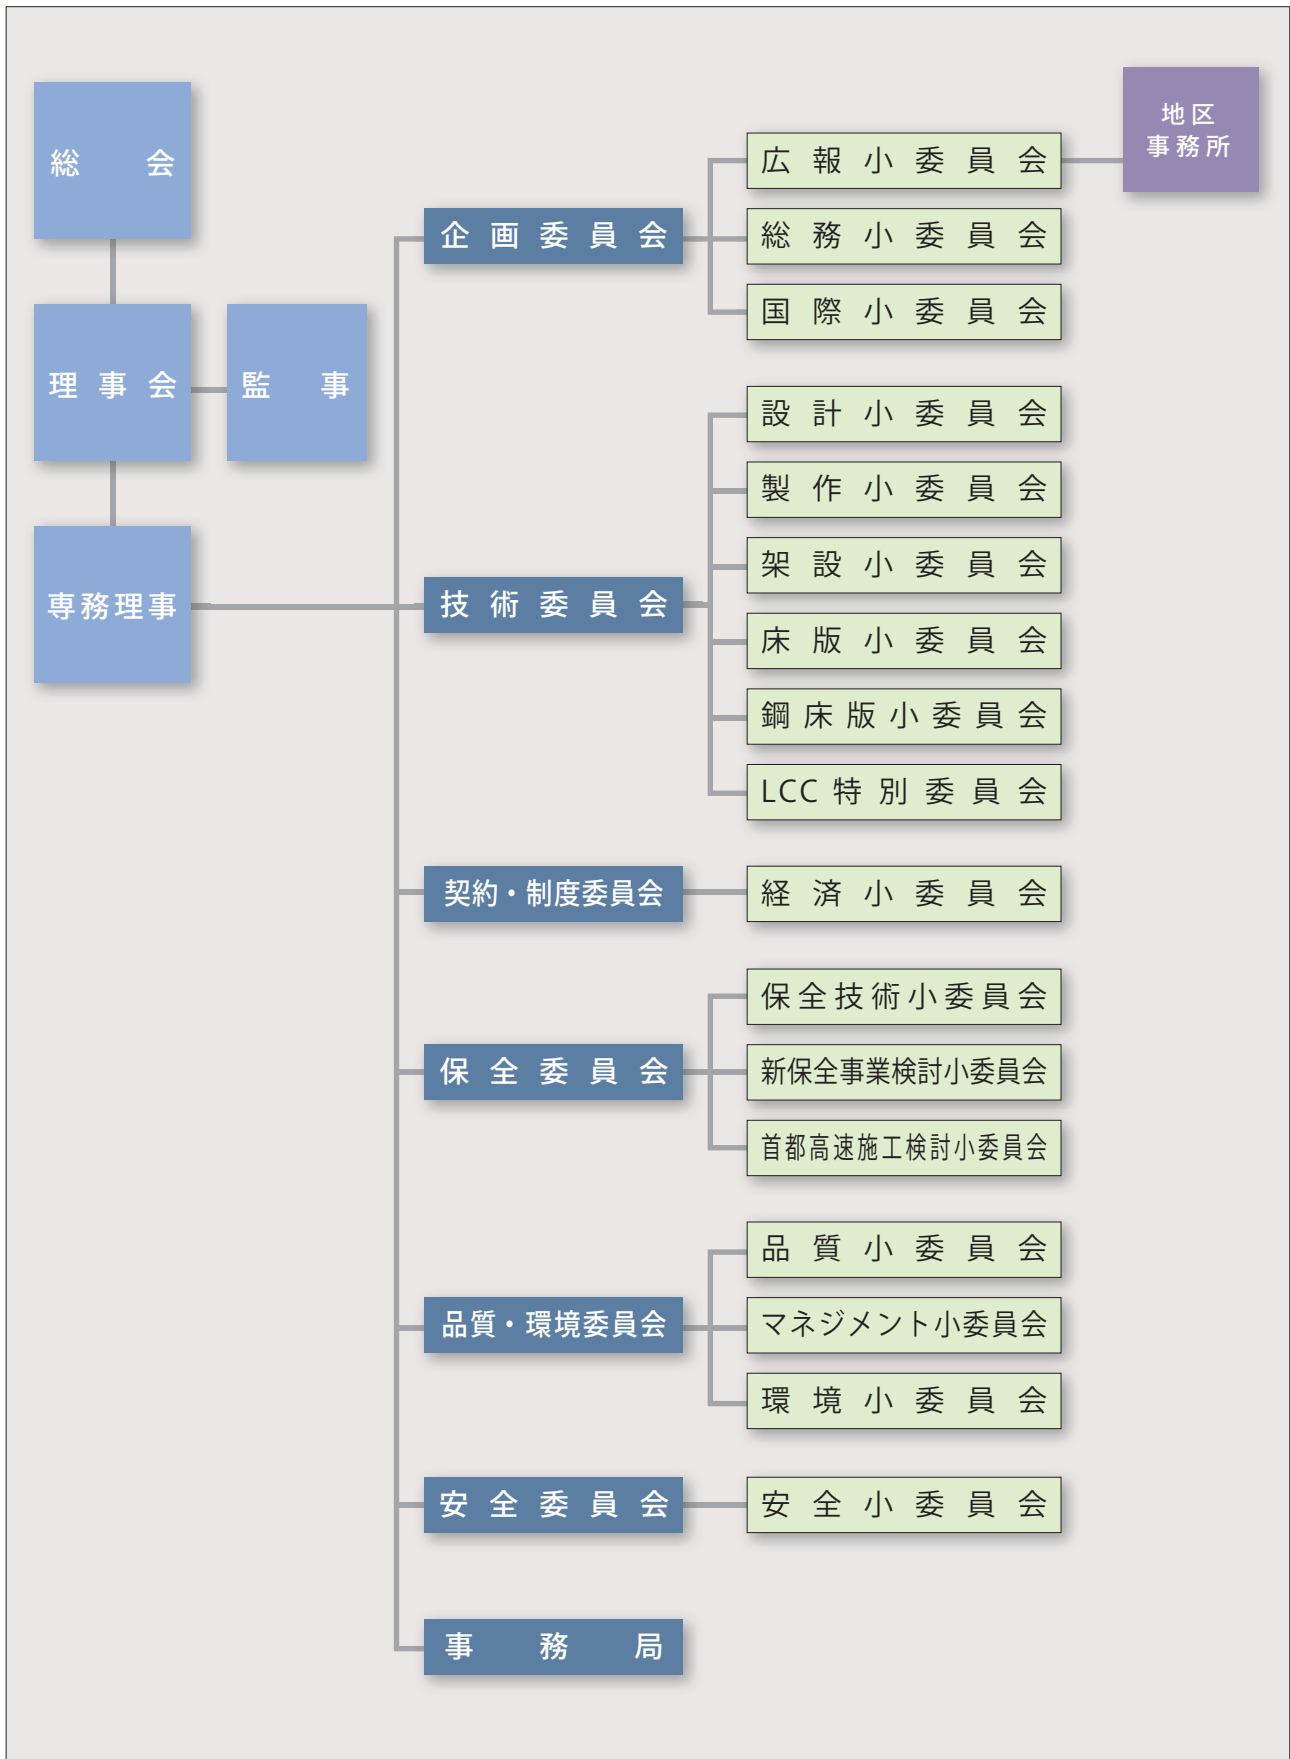 総会
理事会
監事
専務理事
企画委員会
広報小委員会
地区
事務所
総務小委員会
国際小委員会
技術委員会
設計小委員会
製作小委員会
架設小委員会
床版小委員会
鋼床版小委員会
LCC特別委員会
契約・制度委員会
経済小委員会
保全委員会
保全技術小委員会
新保全事業検討小委員会
首都高速施工検討小委員会
品質・環境委員会
品質小委員会
マネジメント小委員会
環境小委員会
安全委員会
安全小委員会
事務局